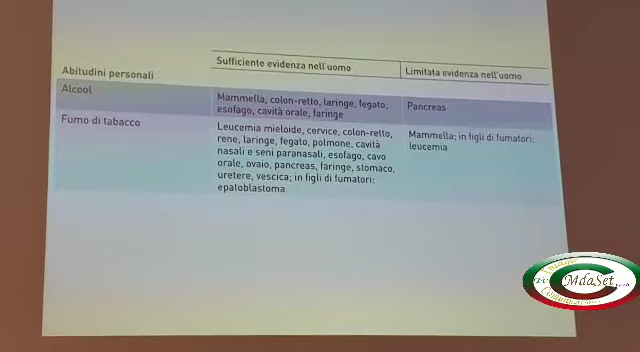 Abitudini personali
Sufficiente evidenza nell'uomo
Limitata evidenza nell'uomo
Alcool
Mammella, colon-retto, laringe, fegato,
esofago, cavità orale, faringe
Pancreas
Fumo di tabacco
Leucemia mieloide, cervice, colon-retto,
rene, laringe, fegato, polmone, cavità
nasali e seni paranasali, esofago, cavo
orale, ovaio, pancreas, faringe, stomaco,
uretere, vescica; in figli di fumatori:
epatoblastoma
Mammella; in figli di fumatori:
leucemia
MdaSet